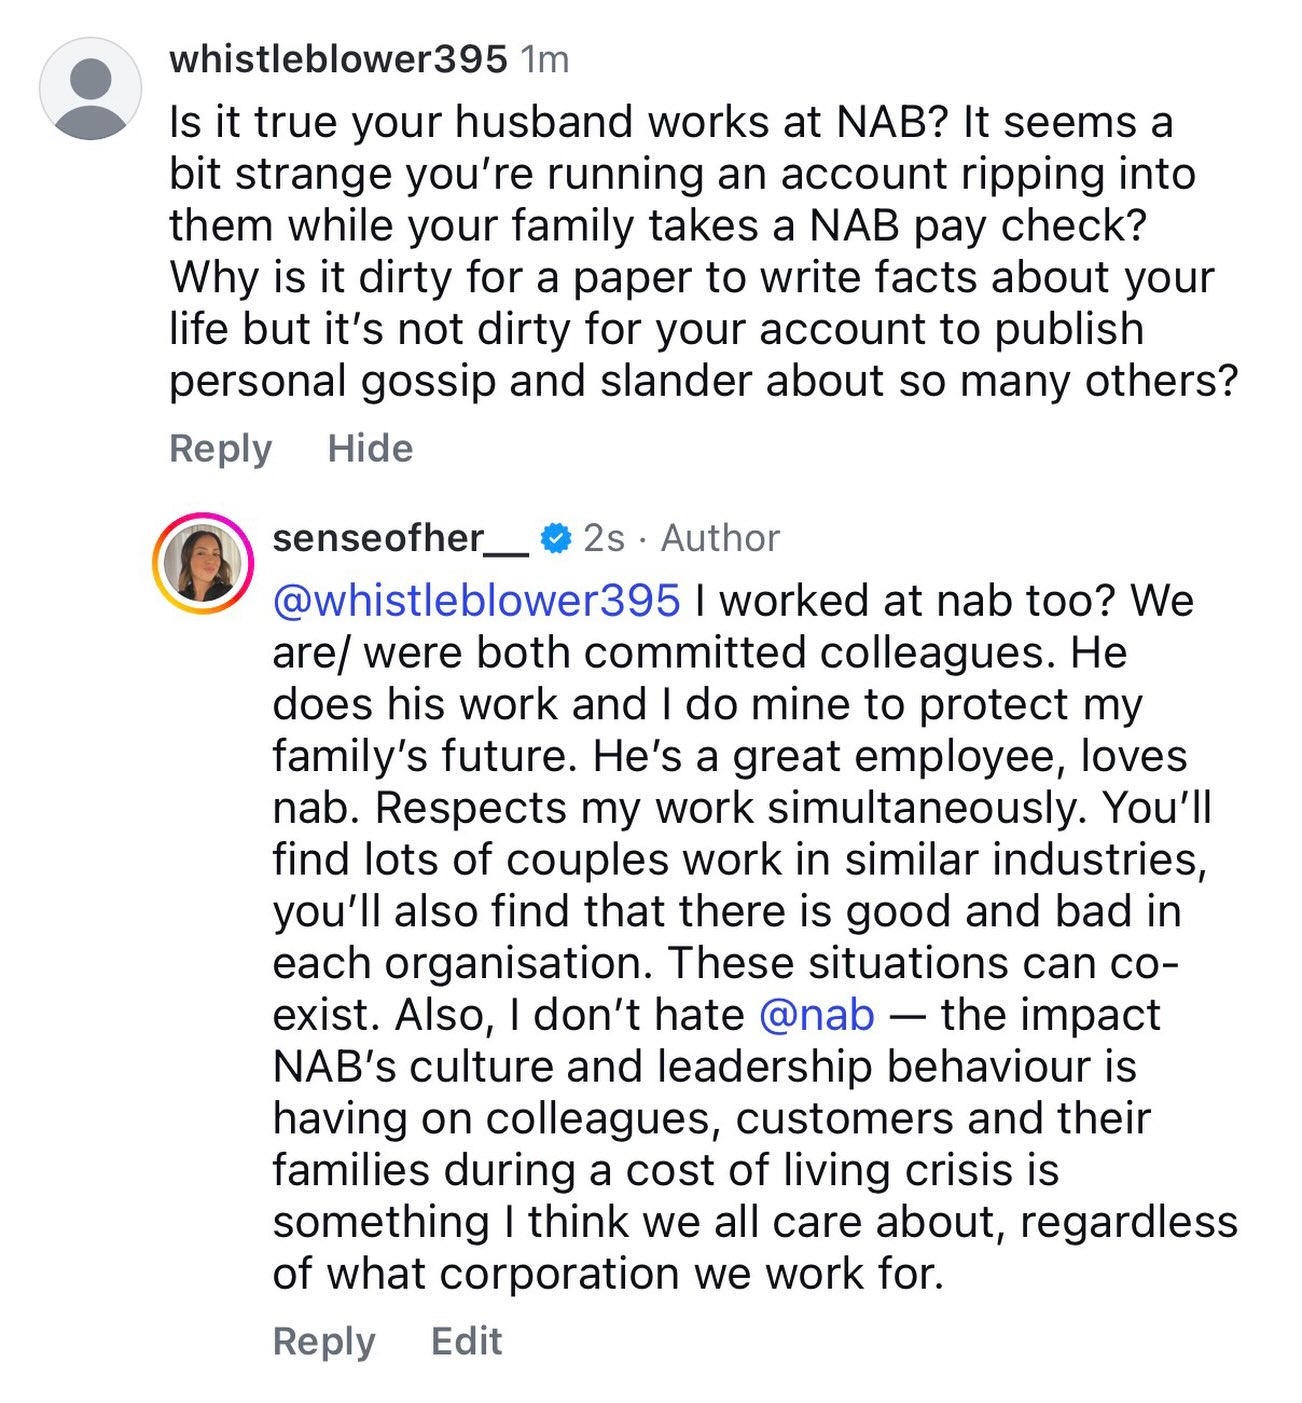 whistleblower395 1m
Is it true your husband works at NAB? It seems a
bit strange you’re running an account ripping into
them while your family takes a NAB pay check?
Why is it dirty for a paper to write facts about your
life but it’s not dirty for your account to publish
personal gossip and slander about so many others?
Reply Hide
senseofher__ 2s · Author
@whistleblower395 I worked at nab too? We
are/ were both committed colleagues. He
does his work and I do mine to protect my
family’s future. He’s a great employee, loves
nab. Respects my work simultaneously. You’ll
find lots of couples work in similar industries,
you’ll also find that there is good and bad in
each organisation. These situations can co-
exist. Also, I don’t hate @nab — the impact
NAB’s culture and leadership behaviour is
having on colleagues, customers and their
families during a cost of living crisis is
something I think we all care about, regardless
of what corporation we work for.
Reply Edit